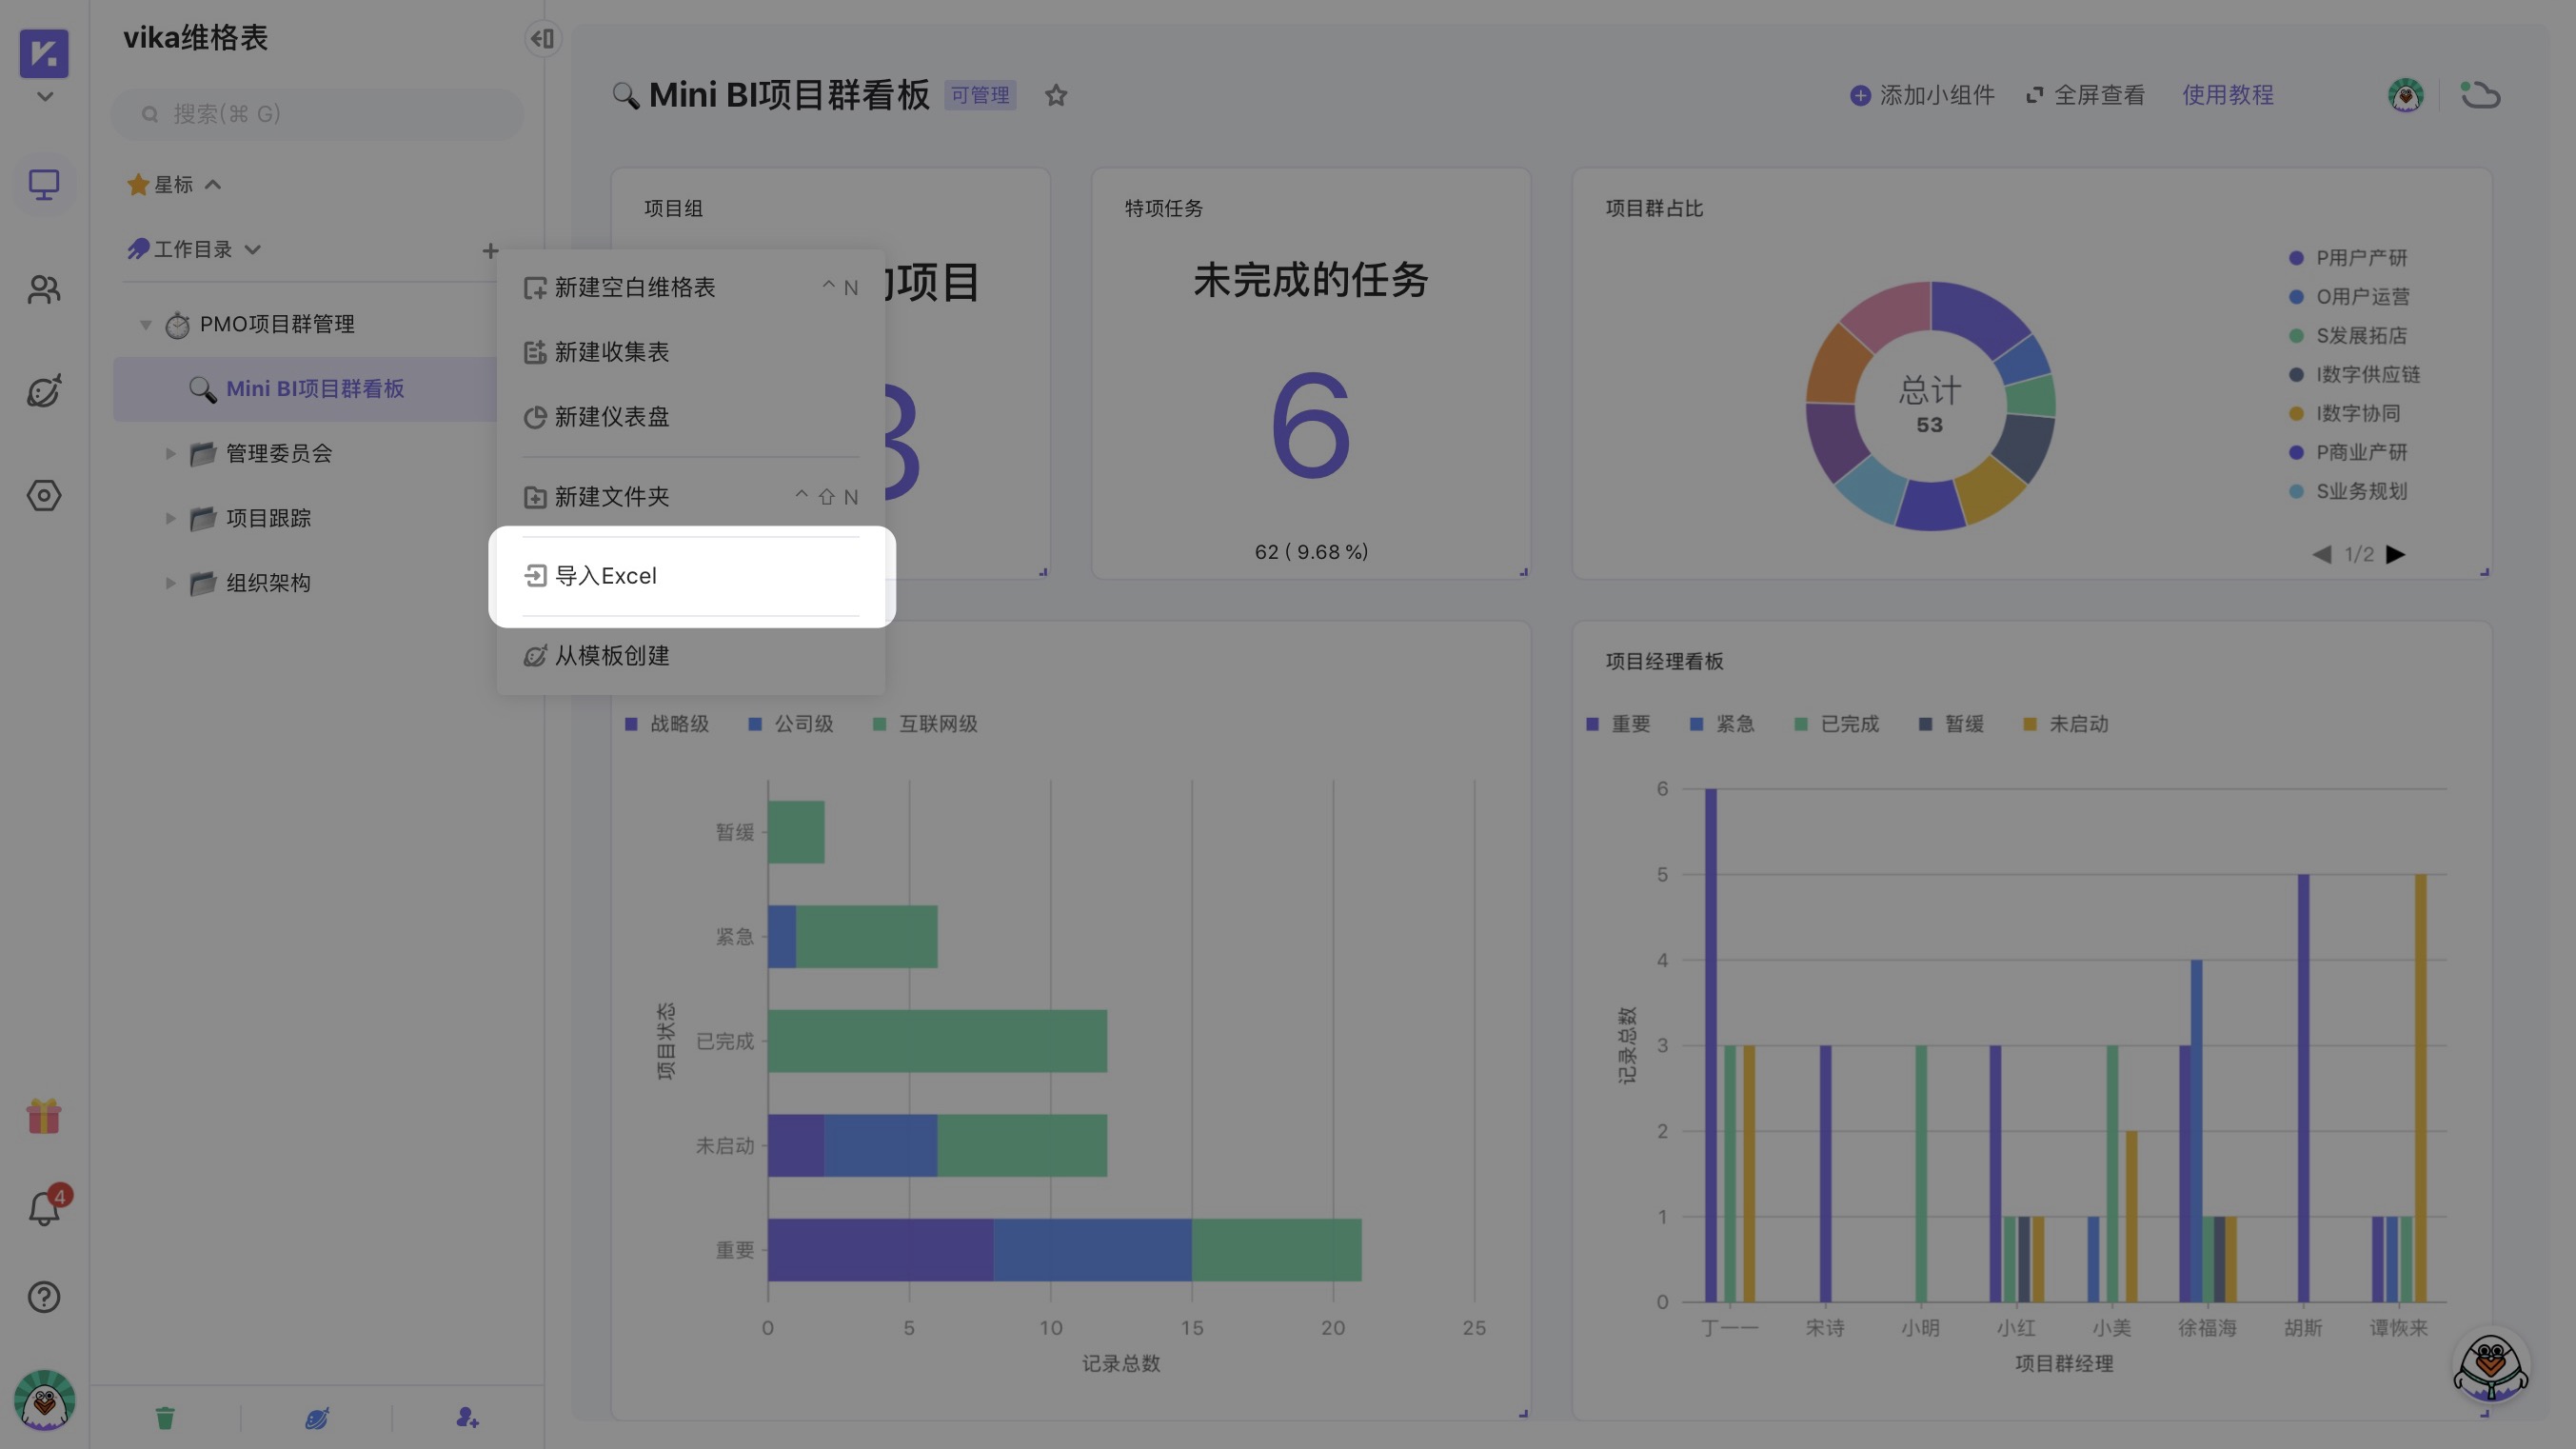 vika维格表
搜索(⌘ G)
星标
工作目录
PMO项目群管理
Mini BI项目群看板
管理委员会
项目跟踪
组织架构
4
新建空白维格表 ^ N
新建收集表
新建仪表盘
新建文件夹 ^ ⇧ N
导入Excel
从模板创建
Mini BI项目群看板 可管理
添加小组件 全屏查看 使用教程
项目组
项目
特项任务
未完成的任务
6
62 ( 9.68 %)
项目群占比
总计
53
P用户产研
O用户运营
S发展拓店
I数字供应链
I数字协同
P商业产研
S业务规划
1/2
战略级 公司级 互联网级
项目状态
暂缓
紧急
已完成
未启动
重要
0 5 10 15 20 25
记录总数
项目经理看板
重要 紧急 已完成 暂缓 未启动
记录总数
6
5
4
3
2
1
0
丁一一 宋诗 小明 小红 小美 徐福海 胡斯 谭恢来
项目群经理